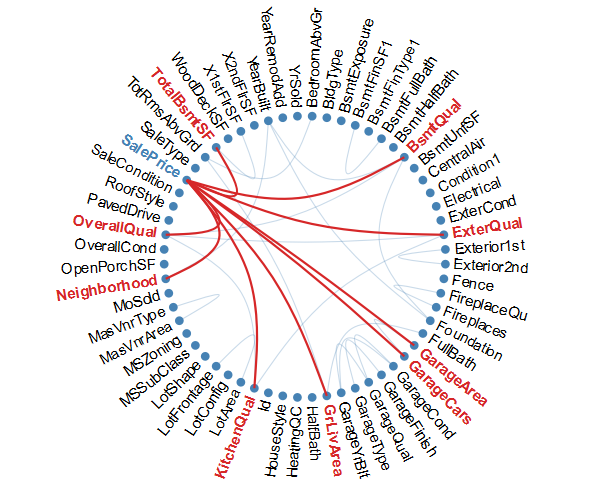 BedroomAbvGr
BldgType
BsmtExposure
BsmtFinSF1
BsmtFinType1
BsmtFullBath
BsmtHalfBath
BsmtQual
BsmtUnfSF
CentralAir
Condition1
Electrical
ExterCond
ExterQual
Exterior1st
Exterior2nd
Fence
FireplaceQu
Fireplaces
Foundation
FullBath
GarageArea
GarageCars
GarageCond
GarageFinish
GarageQual
GarageType
GarageYrBlt
GrLivArea
HalfBath
HeatingQC
HouseStyle
Id
KitchenQual
LotArea
LotConfig
LotFrontage
LotShape
MSSubClass
MSZoning
MasVnrArea
MasVnrType
MoSold
Neighborhood
OpenPorchSF
OverallCond
OverallQual
PavedDrive
RoofStyle
SaleCondition
SalePrice
SaleType
TotRmsAbvGrd
TotalBsmtSF
WoodDeckSF
X1stFlrSF
X2ndFlrSF
YearBuilt
YearRemodAdd
YrSold